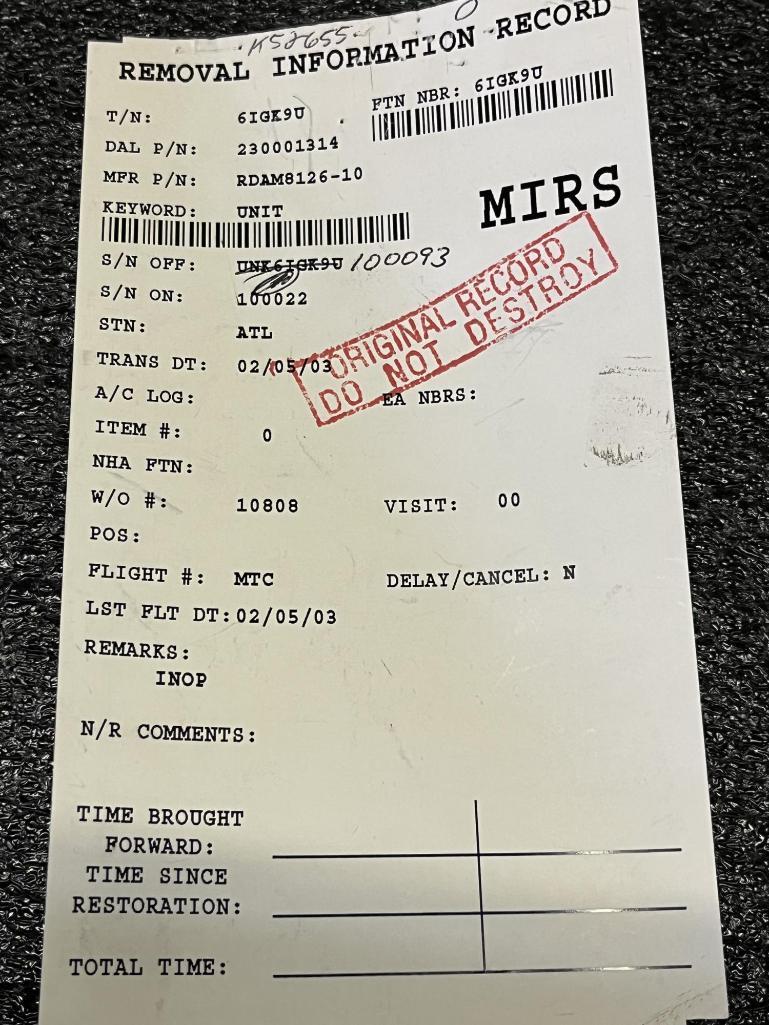 K52655
REMOVAL INFORMATION RECORD
T/N: 6IGK9U
FTN NBR: 6IGK9U
DAL P/N: 230001314
MFR P/N: RDAM8126-10
MIRS
KEYWORD: UNIT
S/N OFF: UNK6IGK9U 100093
S/N ON: 100022
ORIGINAL RECORD
DO NOT DESTROY
STN: ATL
TRANS DT: 02/05/03
A/C LOG: EA NBRS:
ITEM #: 0
NHA FTN:
W/O #: 10808 VISIT: 00
POS:
FLIGHT #: MTC DELAY/CANCEL: N
LST FLT DT: 02/05/03
REMARKS:
INOP
N/R COMMENTS:
TIME BROUGHT
FORWARD:
TIME SINCE
RESTORATION:
TOTAL TIME: